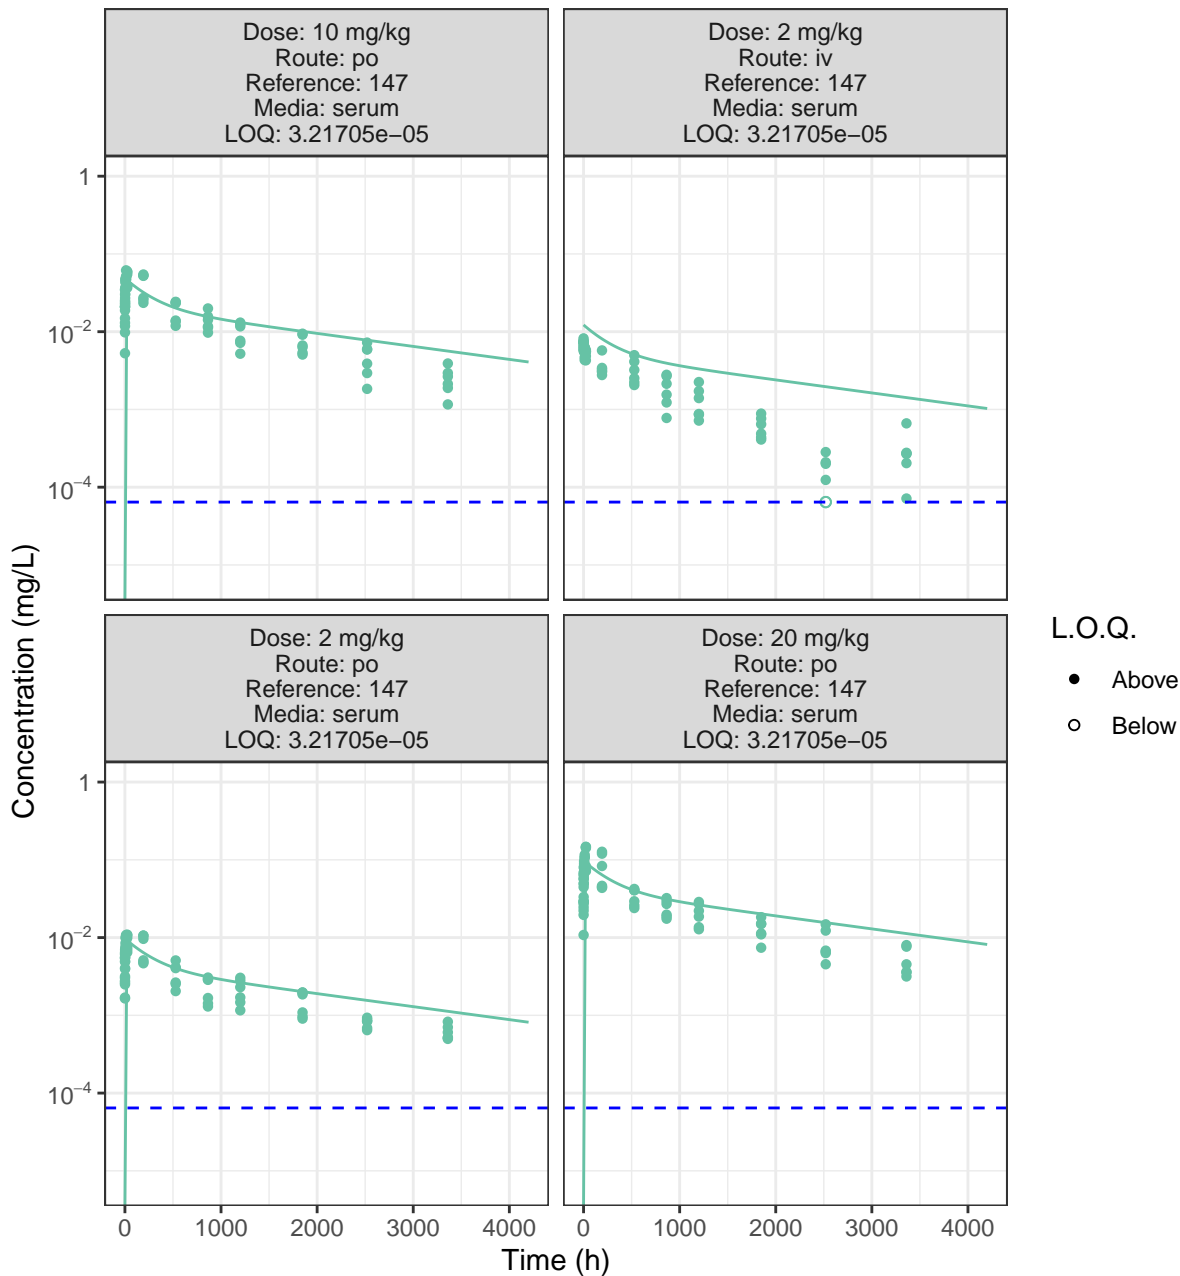 Dose: 10 mg/kg
Route: po
Reference: 147
Media: serum
LOQ: 3.21705e−05
Dose: 2 mg/kg
Route: iv
Reference: 147
Media: serum
LOQ: 3.21705e−05
1
10⁻²
10⁻⁴
Dose: 2 mg/kg
Route: po
Reference: 147
Media: serum
LOQ: 3.21705e−05
Dose: 20 mg/kg
Route: po
Reference: 147
Media: serum
LOQ: 3.21705e−05
1
10⁻²
10⁻⁴
0 1000 2000 3000 4000
0 1000 2000 3000 4000
Time (h)
Concentration (mg/L)
L.O.Q.
Above
Below